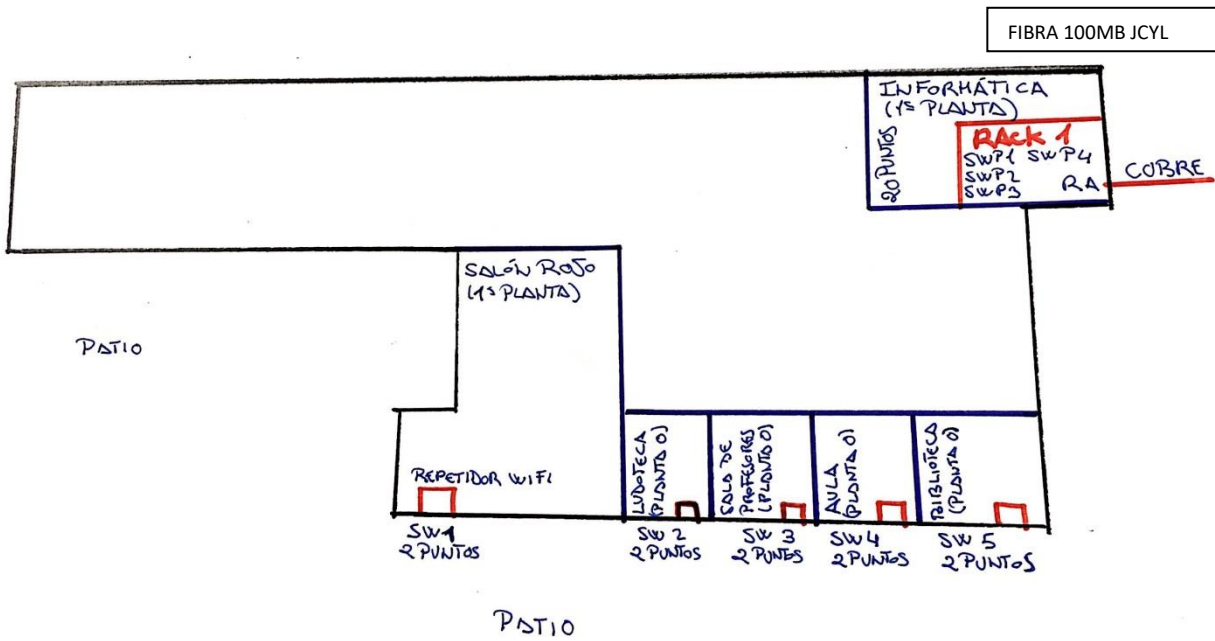 FIBRA 100MB JCYL
INFORMÁTICA
(1ª PLANTA)
20 PUNTOS
RACK 1
SWP1 SWP4
SWP2
SWP3
RA
COBRE
SALÓN ROJO
(1ª PLANTA)
PATIO
REPETIDOR WIFI
SW1
2 PUNTOS
LUDOTECA
(PLANTA 0)
SW 2
2 PUNTOS
SALA DE
PROFESORES
(PLANTA 0)
SW 3
2 PUNTOS
AULA
(PLANTA 0)
SW4
2 PUNTOS
BIBLIOTECA
(PLANTA 0)
SW 5
2 PUNTOS
PATIO